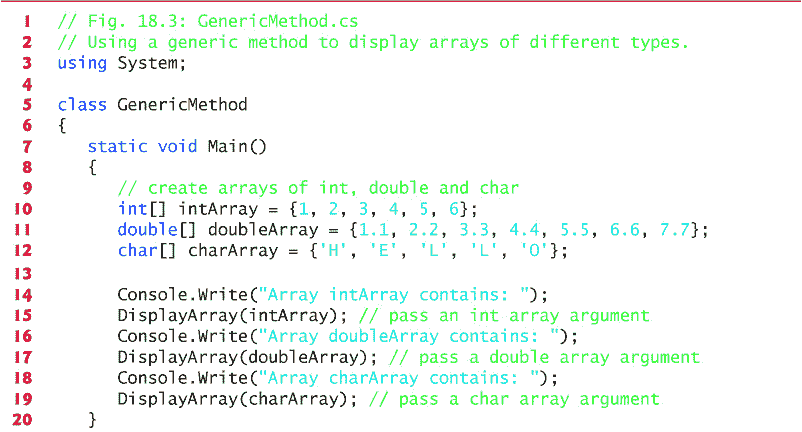 1 // Fig. 18.3: GenericMethod.cs
2 // Using a generic method to display arrays of different types.
3 using System;
4
5 class GenericMethod
6 {
7 static void Main()
8 {
9 // create arrays of int, double and char
10 int[] intArray = {1, 2, 3, 4, 5, 6};
11 double[] doubleArray = {1.1, 2.2, 3.3, 4.4, 5.5, 6.6, 7.7};
12 char[] charArray = {'H', 'E', 'L', 'L', 'O'};
13
14 Console.Write("Array intArray contains: ");
15 DisplayArray(intArray); // pass an int array argument
16 Console.Write("Array doubleArray contains: ");
17 DisplayArray(doubleArray); // pass a double array argument
18 Console.Write("Array charArray contains: ");
19 DisplayArray(charArray); // pass a char array argument
20 }